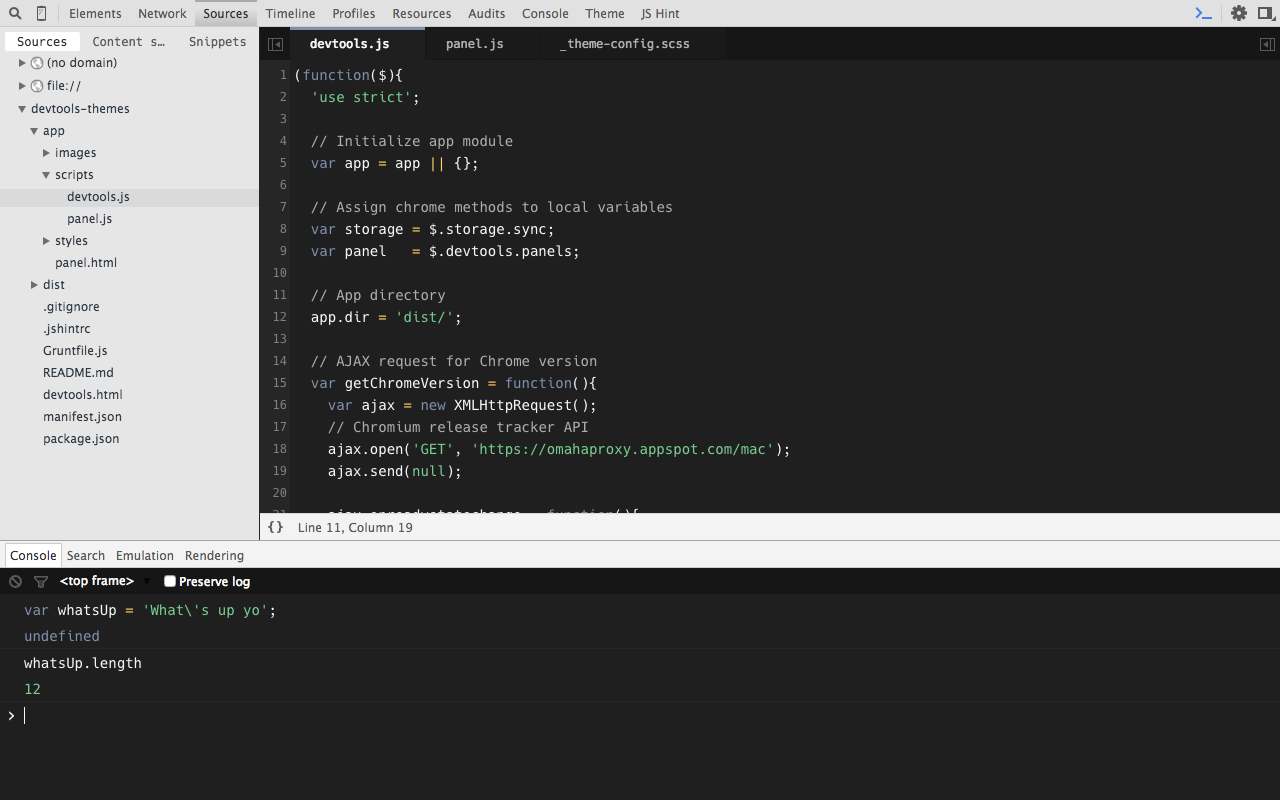 Elements Network Sources Timeline Profiles Resources Audits Console Theme JS Hint
Sources Content s... Snippets
(no domain)
file://
devtools-themes
app
images
scripts
devtools.js
panel.js
styles
panel.html
dist
.gitignore
.jshintrc
Gruntfile.js
README.md
devtools.html
manifest.json
package.json
devtools.js panel.js _theme-config.scss
1 (function($){
2 'use strict';
3
4 // Initialize app module
5 var app = app || {};
6
7 // Assign chrome methods to local variables
8 var storage = $.storage.sync;
9 var panel = $.devtools.panels;
10
11 // App directory
12 app.dir = 'dist/';
13
14 // AJAX request for Chrome version
15 var getChromeVersion = function(){
16 var ajax = new XMLHttpRequest();
17 // Chromium release tracker API
18 ajax.open('GET', 'https://omahaproxy.appspot.com/mac');
19 ajax.send(null);
20
{} Line 11, Column 19
Console Search Emulation Rendering
<top frame> Preserve log
var whatsUp = 'What\'s up yo';
undefined
whatsUp.length
12
>